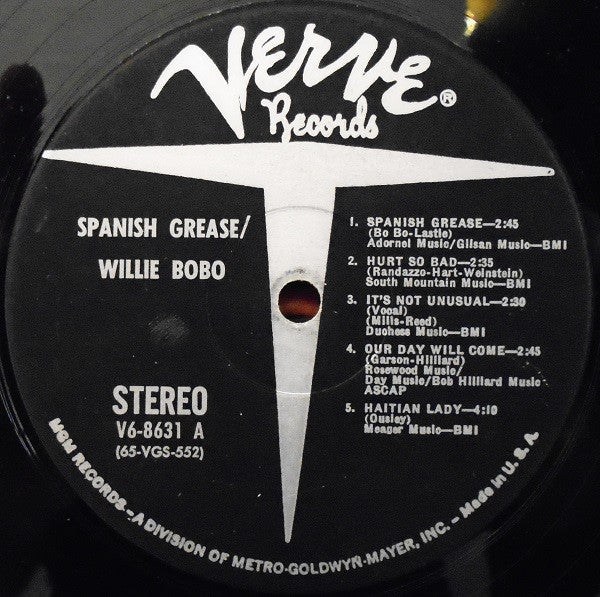 VERVE®
Records
SPANISH GREASE/
WILLIE BOBO
STEREO
V6-8631 A
(65-VGS-552)
1. SPANISH GREASE—2:45
(Bo Bo-Lastie)
Adornel Music/Gilsan Music—BMI
2. HURT SO BAD—2:35
(Randazzo-Hart-Weinstein)
South Mountain Music—BMI
3. IT'S NOT UNUSUAL—2:30
(Vocal)
(Mills-Reed)
Duchess Music—BMI
4. OUR DAY WILL COME—2:45
(Garson-Hilliard)
Rosewood Music/
Day Music/Bob Hilliard Music
ASCAP
5. HAITIAN LADY—4:10
(Ousley)
Meager Music—BMI
MGM RECORDS – A DIVISION OF METRO-GOLDWYN-MAYER, INC. – Made in U. S. A.